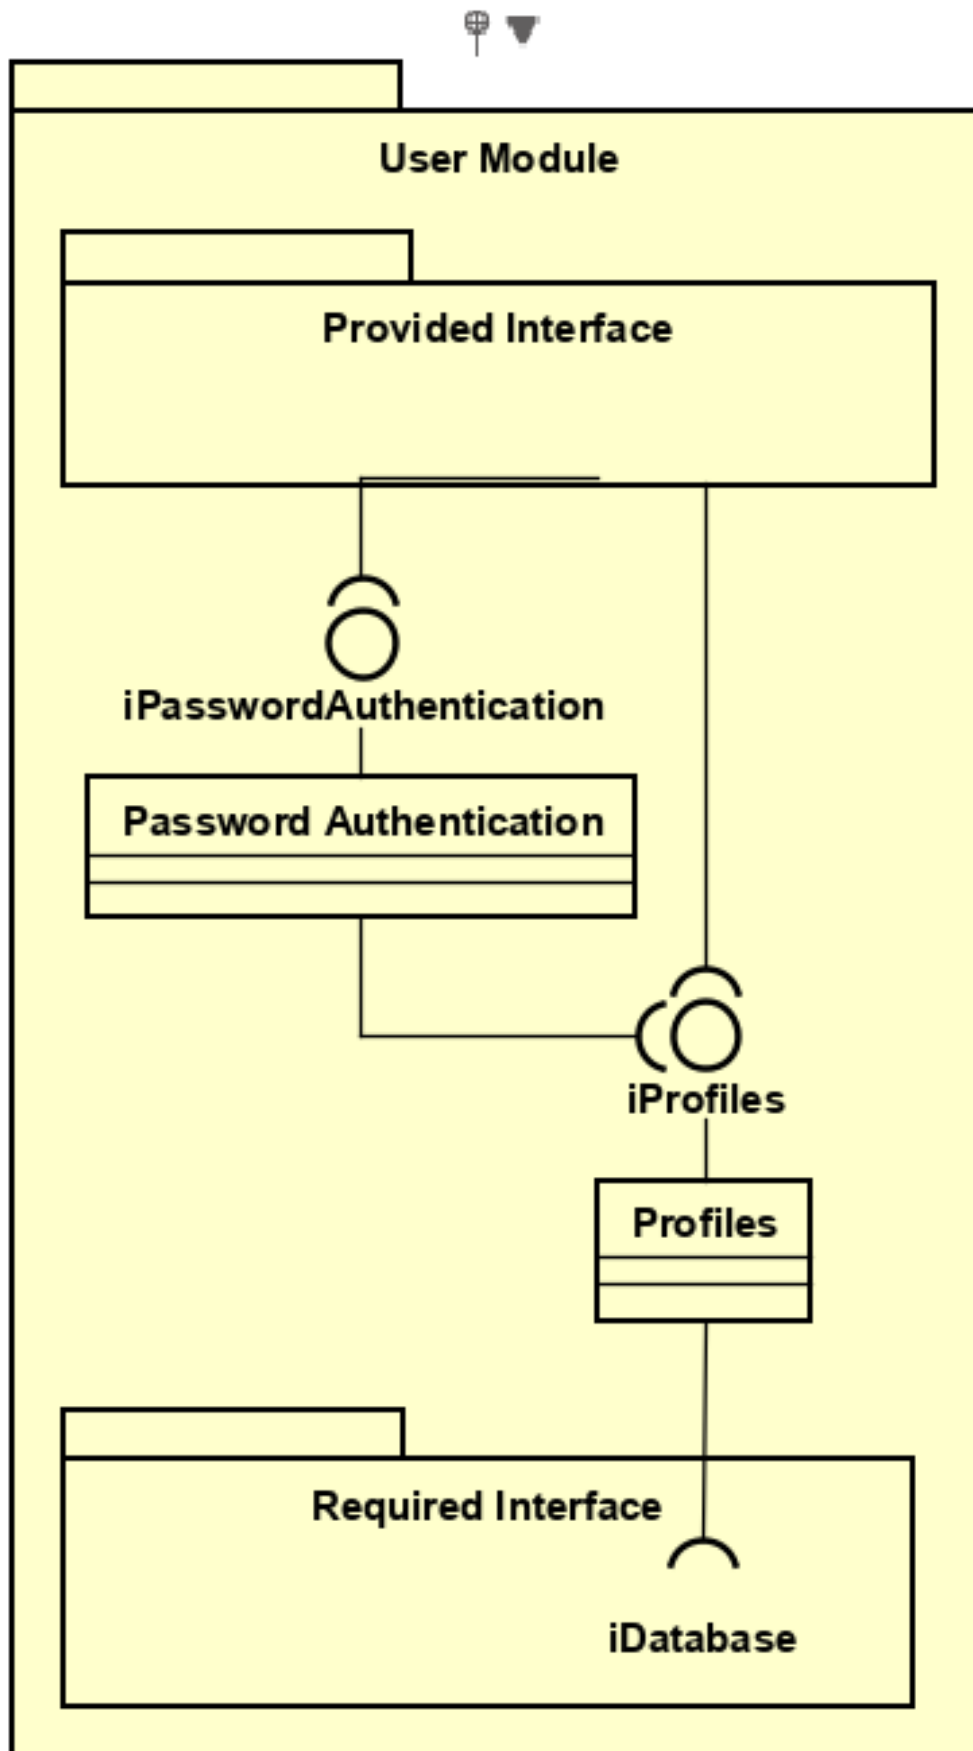 User Module
Provided Interface
iPasswordAuthentication
Password Authentication
iProfiles
Profiles
Required Interface
iDatabase